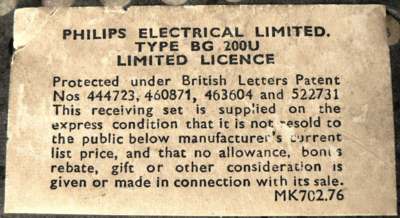 PHILIPS ELECTRICAL LIMITED.
TYPE BG 200U
LIMITED LICENCE
Protected under British Letters Patent
Nos 444723, 460871, 463604 and 522731
This receiving set is supplied on the
express condition that it is not resold to
the public below manufacturer's current
list price, and that no allowance, bonus
rebate, gift or other consideration is
given or made in connection with its sale.
MK702.76